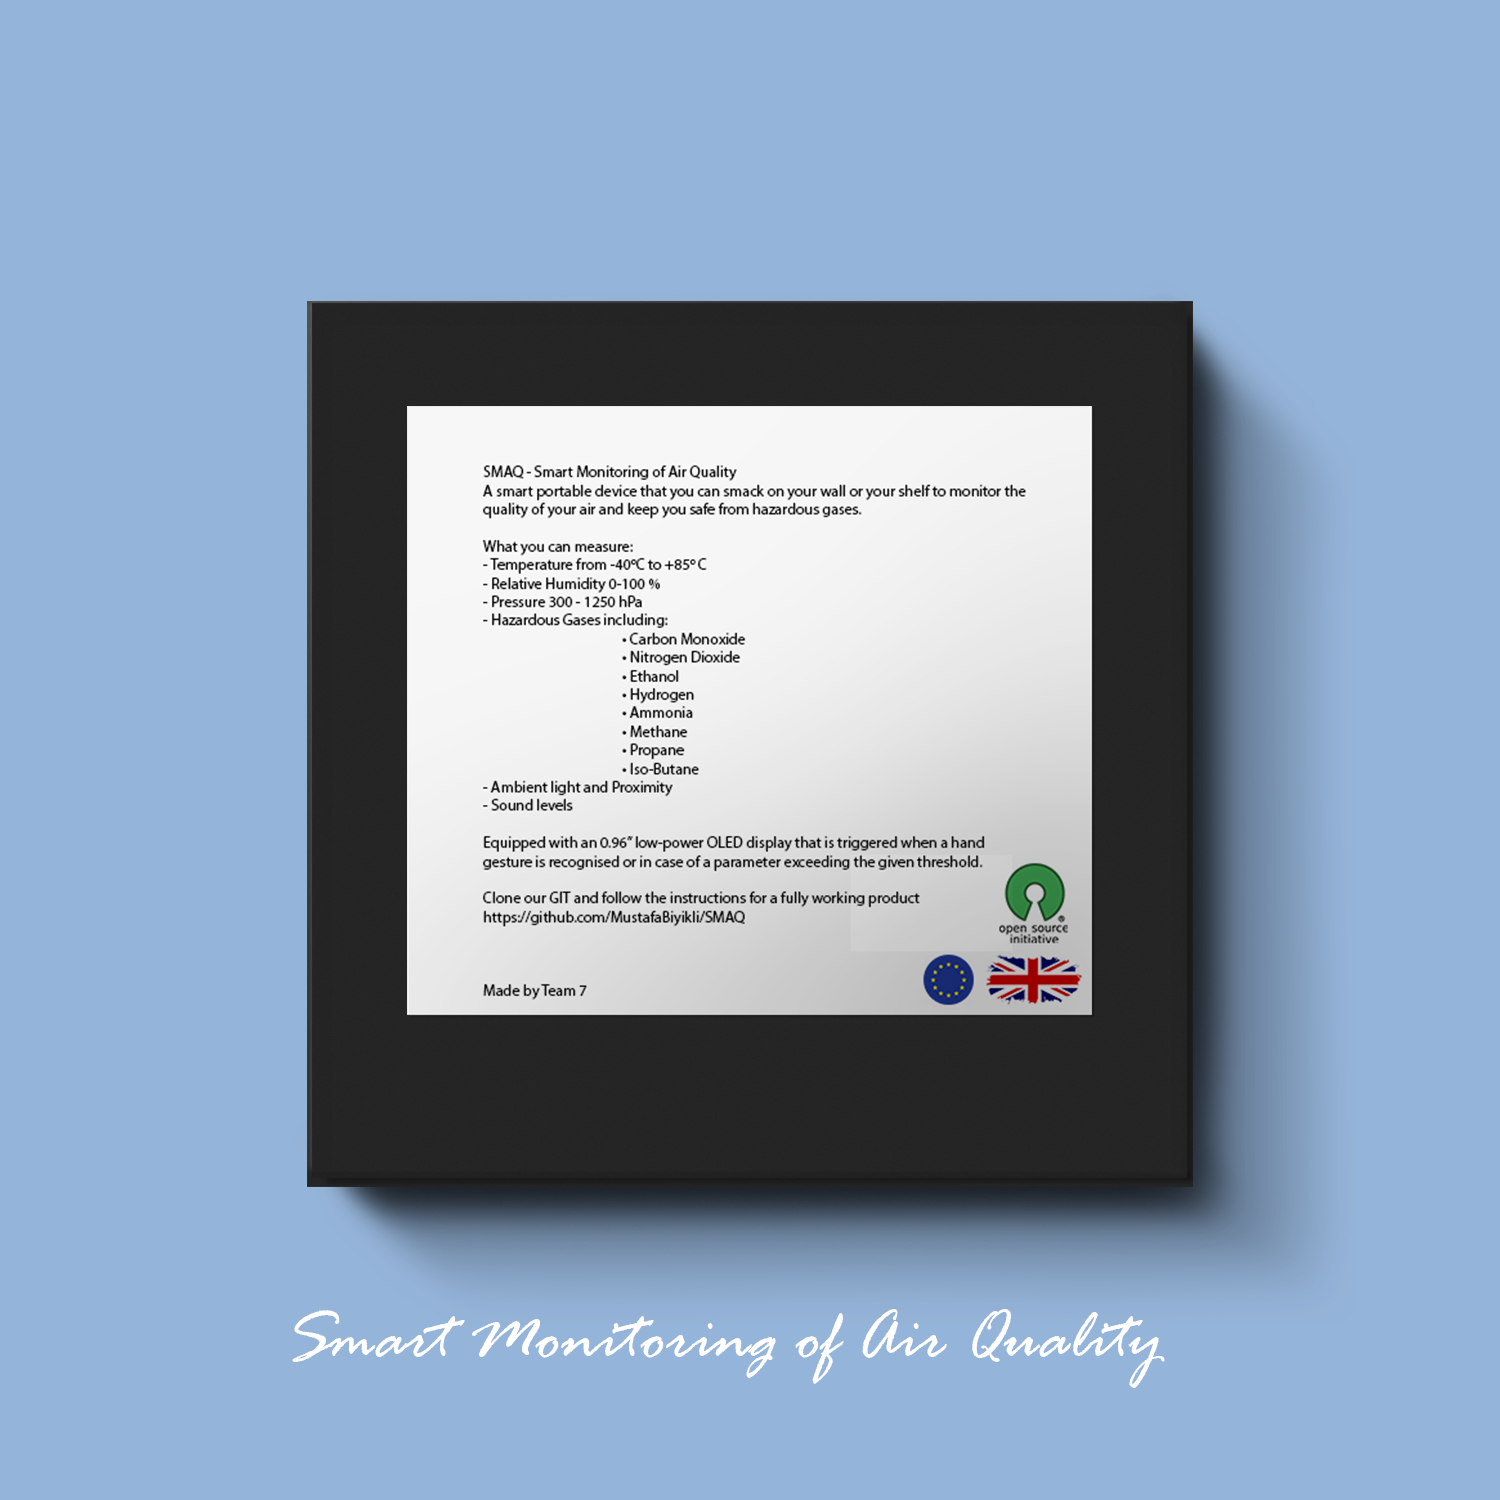 SMAQ - Smart Monitoring of Air Quality
A smart portable device that you can smack on your wall or your shelf to monitor the
quality of your air and keep you safe from hazardous gases.
What you can measure:
- Temperature from -40ºC to +85º C
- Relative Humidity 0-100 %
- Pressure 300 - 1250 hPa
- Hazardous Gases including:
• Carbon Monoxide
• Nitrogen Dioxide
• Ethanol
• Hydrogen
• Ammonia
• Methane
• Propane
• Iso-Butane
- Ambient light and Proximity
- Sound levels
Equipped with an 0.96” low-power OLED display that is triggered when a hand
gesture is recognised or in case of a parameter exceeding the given threshold.
Clone our GIT and follow the instructions for a fully working product
https://github.com/MustafaBiyikli/SMAQ
open source
initiative
®
Made by Team 7
Smart Monitoring of Air Quality